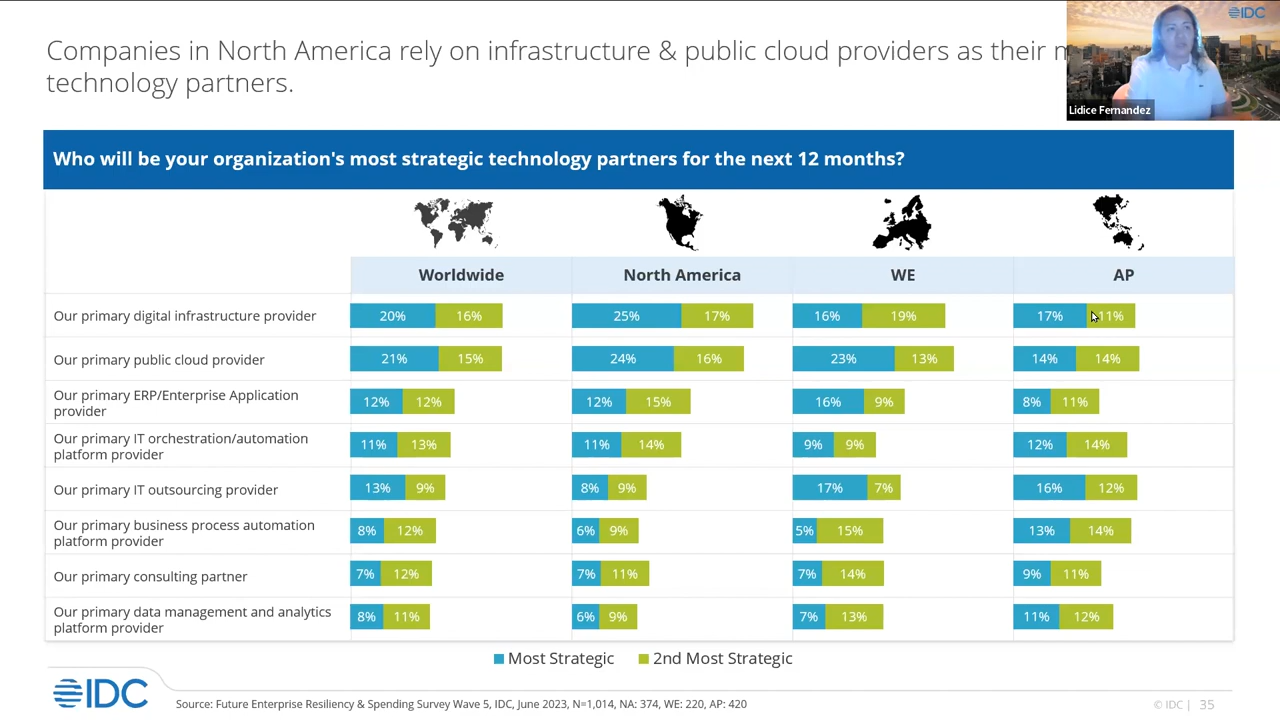 Companies in North America rely on infrastructure & public cloud providers as their
technology partners.
IDC
Lidice Fernandez
Who will be your organization's most strategic technology partners for the next 12 months?
Worldwide North America WE AP
Our primary digital infrastructure provider 20% 16% 25% 17% 16% 19% 17% 11%
Our primary public cloud provider 21% 15% 24% 16% 23% 13% 14% 14%
Our primary ERP/Enterprise Application
provider 12% 12% 12% 15% 16% 9% 8% 11%
Our primary IT orchestration/automation
platform provider 11% 13% 11% 14% 9% 9% 12% 14%
Our primary IT outsourcing provider 13% 9% 8% 9% 17% 7% 16% 12%
Our primary business process automation
platform provider 8% 12% 6% 9% 5% 15% 13% 14%
Our primary consulting partner 7% 12% 7% 11% 7% 14% 9% 11%
Our primary data management and analytics
platform provider 8% 11% 6% 9% 7% 13% 11% 12%
Most Strategic 2nd Most Strategic
IDC
Source: Future Enterprise Resiliency & Spending Survey Wave 5, IDC, June 2023, N=1,014, NA: 374, WE: 220, AP: 420
© IDC | 35